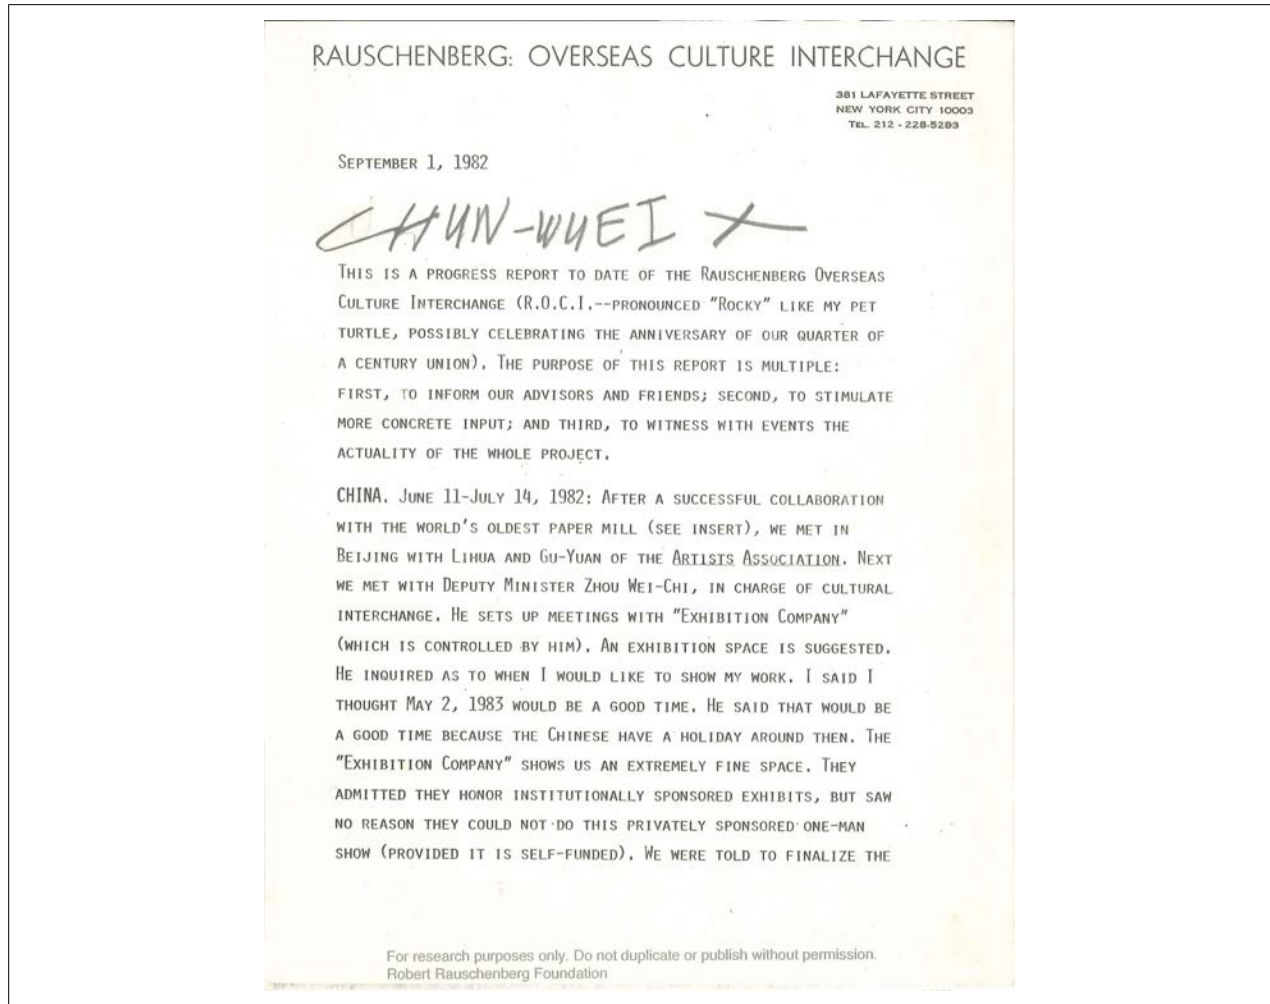 RAUSCHENBERG: OVERSEAS CULTURE INTERCHANGE
381 LAFAYETTE STREET
NEW YORK CITY 10003
TEL. 212 - 228-5283
SEPTEMBER 1, 1982
CHUN-WUEI X
THIS IS A PROGRESS REPORT TO DATE OF THE RAUSCHENBERG OVERSEAS
CULTURE INTERCHANGE (R.O.C.I.--PRONOUNCED "ROCKY" LIKE MY PET
TURTLE, POSSIBLY CELEBRATING THE ANNIVERSARY OF OUR QUARTER OF
A CENTURY UNION). THE PURPOSE OF THIS REPORT IS MULTIPLE:
FIRST, TO INFORM OUR ADVISORS AND FRIENDS; SECOND, TO STIMULATE
MORE CONCRETE INPUT; AND THIRD, TO WITNESS WITH EVENTS THE
ACTUALITY OF THE WHOLE PROJECT.
CHINA. JUNE 11-JULY 14, 1982: AFTER A SUCCESSFUL COLLABORATION
WITH THE WORLD'S OLDEST PAPER MILL (SEE INSERT), WE MET IN
BEIJING WITH LIHUA AND GU-YUAN OF THE ARTISTS ASSOCIATION. NEXT
WE MET WITH DEPUTY MINISTER ZHOU WEI-CHI, IN CHARGE OF CULTURAL
INTERCHANGE. HE SETS UP MEETINGS WITH "EXHIBITION COMPANY"
(WHICH IS CONTROLLED BY HIM). AN EXHIBITION SPACE IS SUGGESTED.
HE INQUIRED AS TO WHEN I WOULD LIKE TO SHOW MY WORK. I SAID I
THOUGHT MAY 2, 1983 WOULD BE A GOOD TIME. HE SAID THAT WOULD BE
A GOOD TIME BECAUSE THE CHINESE HAVE A HOLIDAY AROUND THEN. THE
"EXHIBITION COMPANY" SHOWS US AN EXTREMELY FINE SPACE. THEY
ADMITTED THEY HONOR INSTITUTIONALLY SPONSORED EXHIBITS, BUT SAW
NO REASON THEY COULD NOT DO THIS PRIVATELY SPONSORED ONE-MAN
SHOW (PROVIDED IT IS SELF-FUNDED). WE WERE TOLD TO FINALIZE THE
For research purposes only. Do not duplicate or publish without permission.
Robert Rauschenberg Foundation